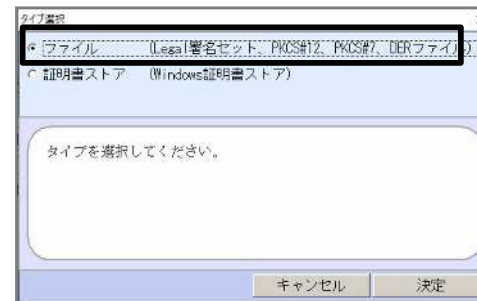 タイプ選択
ファイル (Legal署名セット、PKCS#12、PKCS#7、DERファイル)
証明書ストア (Windows証明書ストア)
タイプを選択してください。
キャンセル 決定